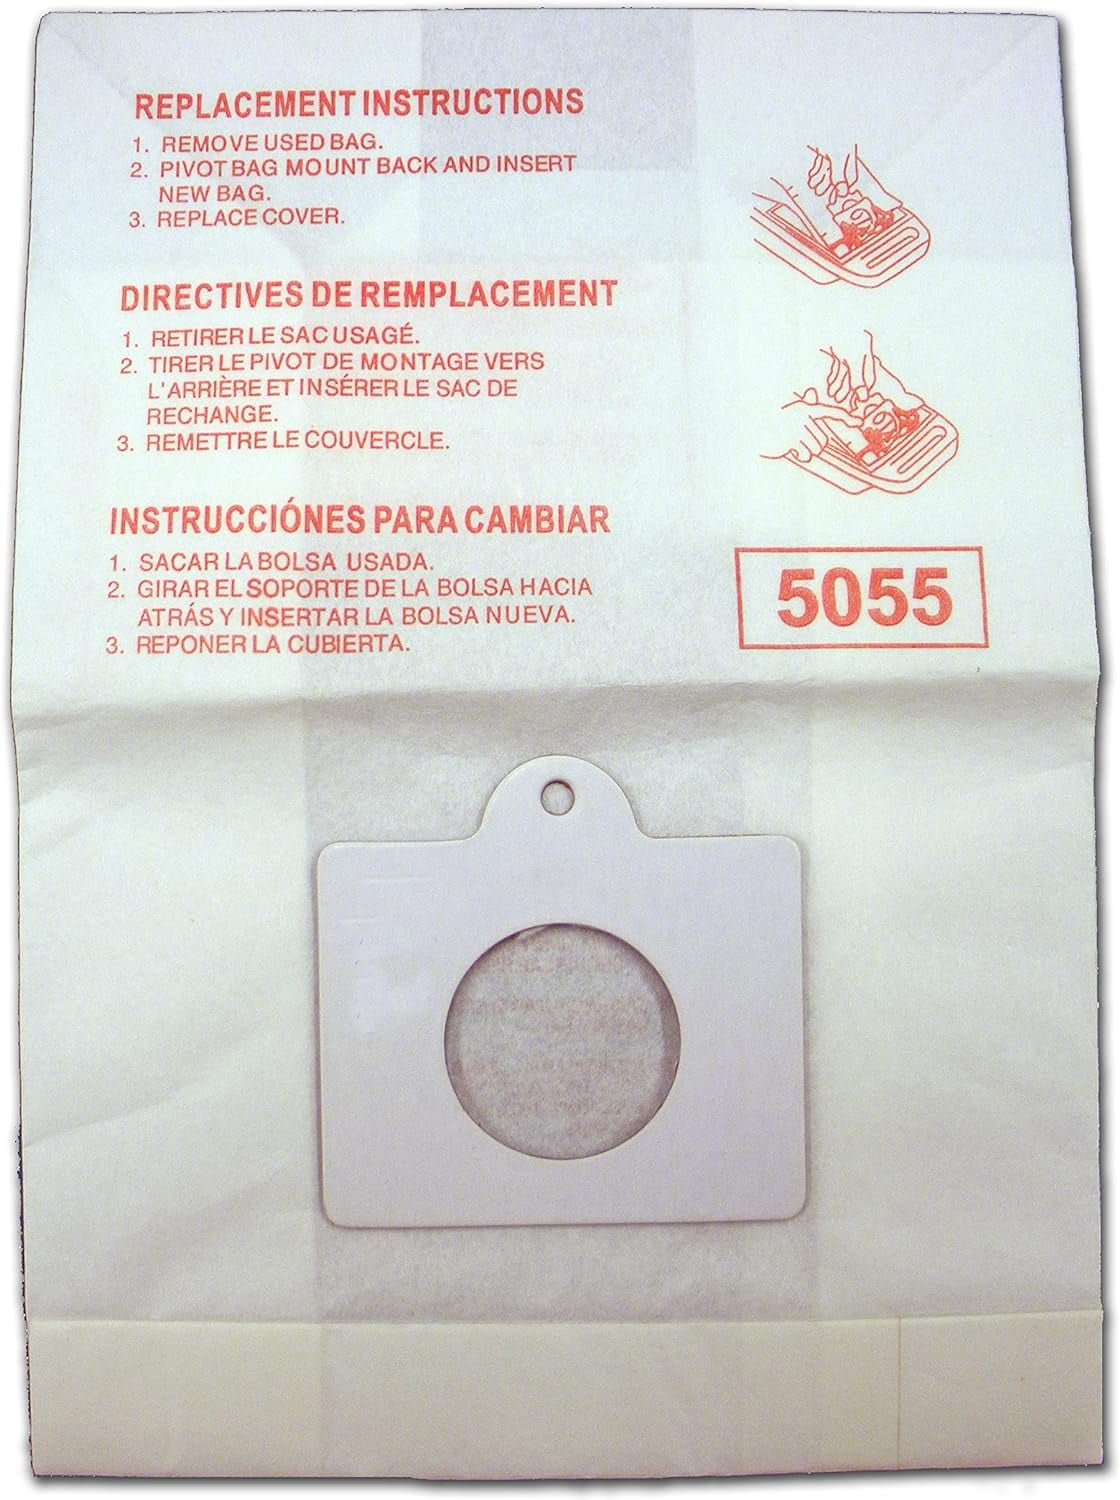 REPLACEMENT INSTRUCTIONS
1. REMOVE USED BAG.
2. PIVOT BAG MOUNT BACK AND INSERT
NEW BAG.
3. REPLACE COVER.
DIRECTIVES DE REMPLACEMENT
1. RETIRER LE SAC USAGÉ.
2. TIRER LE PIVOT DE MONTAGE VERS
L'ARRIÈRE ET INSÉRER LE SAC DE
RECHANGE.
3. REMETTRE LE COUVERCLE.
INSTRUCCIÓNES PARA CAMBIAR
1. SACAR LA BOLSA USADA.
2. GIRAR EL SOPORTE DE LA BOLSA HACIA
ATRÁS Y INSERTAR LA BOLSA NUEVA.
3. REPONER LA CUBIERTA.
5055